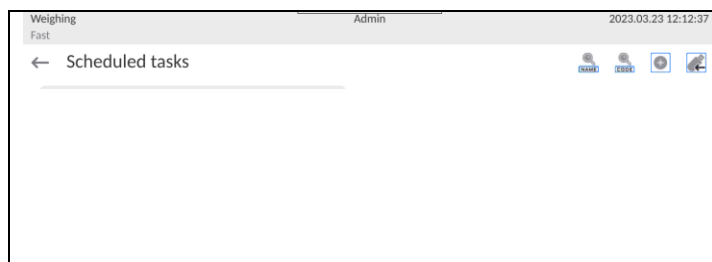 Weighing Admin 2023.03.23 12:12:37
Fast
← Scheduled tasks
NAME CODE